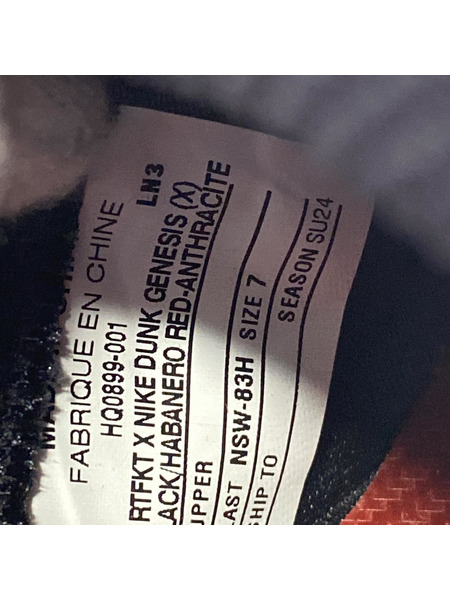 FABRIQUE EN CHINE
HQ0899-001 LN3
RTFKT X NIKE DUNK GENESIS (X)
LACK/HABANERO RED-ANTHRACITE
UPPER
LAST NSW-83H SIZE 7
SHIP TO SEASON SU24